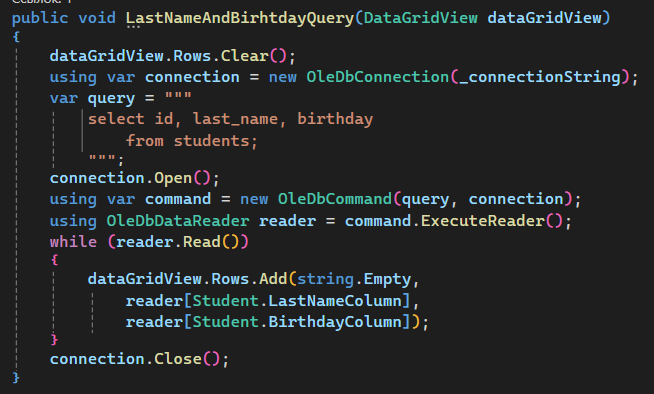 public void LastNameAndBirhtdayQuery(DataGridView dataGridView)
{
dataGridView.Rows.Clear();
using var connection = new OleDbConnection(_connectionString);
var query = """
select id, last_name, birthday
from students;
""";
connection.Open();
using var command = new OleDbCommand(query, connection);
using OleDbDataReader reader = command.ExecuteReader();
while (reader.Read())
{
dataGridView.Rows.Add(string.Empty,
reader[Student.LastNameColumn],
reader[Student.BirthdayColumn]);
}
connection.Close();
}